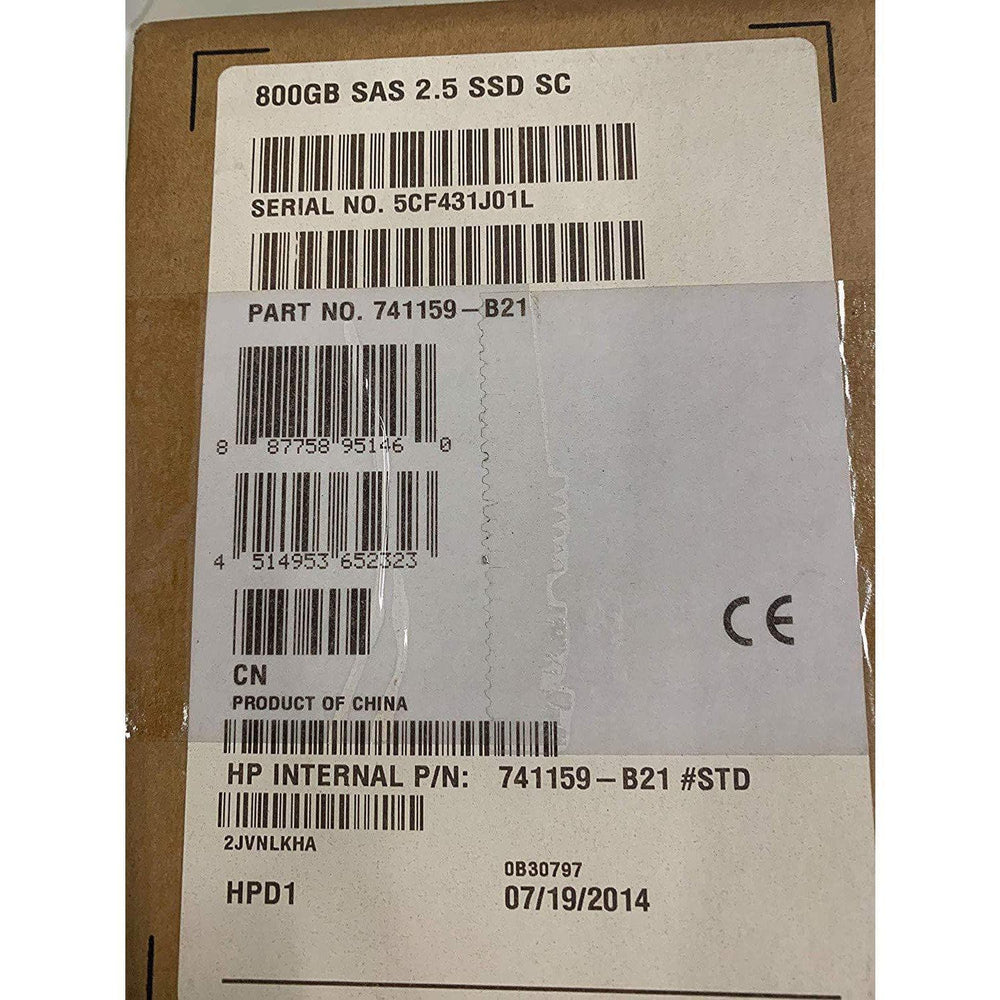 800GB SAS 2.5 SSD SC
SERIAL NO. 5CF431J01L
PART NO. 741159-B21
8 87758 95146 0
4 514953 652323
CE
CN
PRODUCT OF CHINA
HP INTERNAL P/N: 741159-B21 #STD
2JVNLKHA
0B30797
HPD1 07/19/2014